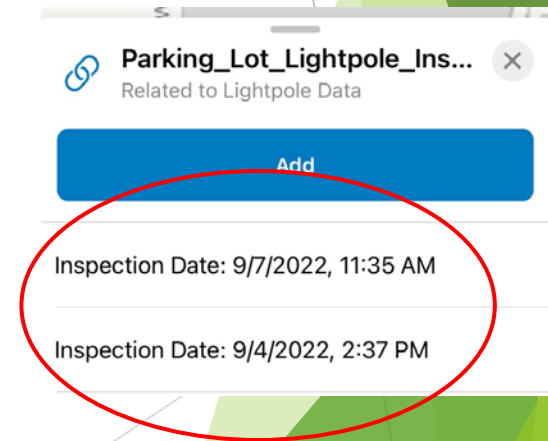 Parking_Lot_Lightpole_Ins...
Related to Lightpole Data
Add
Inspection Date: 9/7/2022, 11:35 AM
Inspection Date: 9/4/2022, 2:37 PM